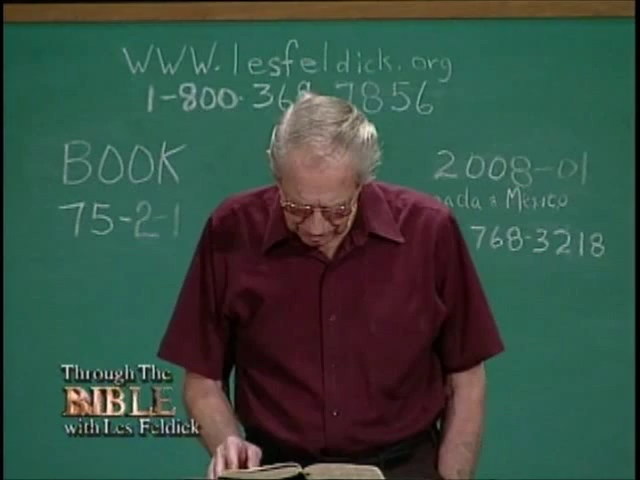 WWW.lesfeldick.org
1-800-368-7856
BOOK
75-2-1
2008-01
Mexico
768-3218
Through The
BIBLE
with Les Feldick